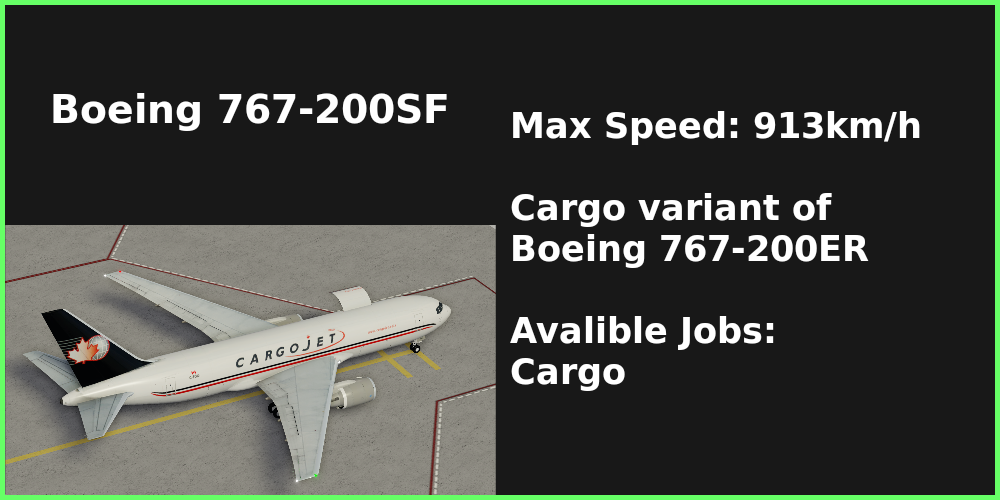 Boeing 767-200SF
Max Speed: 913km/h
Cargo variant of
Boeing 767-200ER
Avalible Jobs:
Cargo
CARGOJET